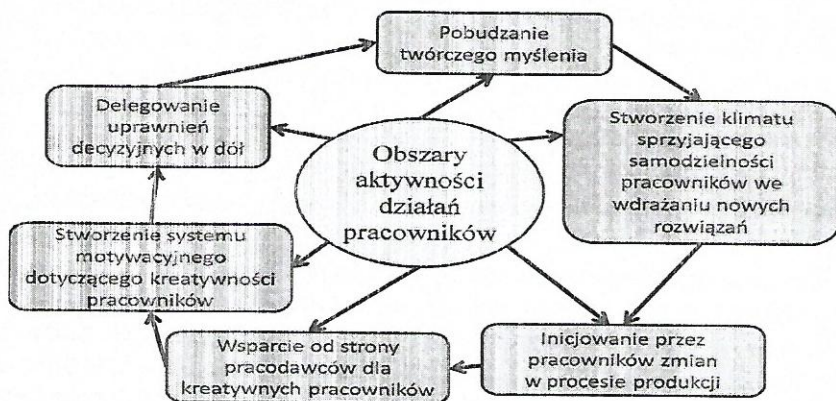 Pobudzanie
twórczego myślenia
Delegowanie
uprawnień
decyzyjnych w dół
Stworzenie klimatu
sprzyjającego
samodzielności
pracowników we
wdrażaniu nowych
rozwiązań
Obszary
aktywności
działań
pracowników
Stworzenie systemu
motywacyjnego
dotyczącego kreatywności
pracowników
Wsparcie od strony
pracodawców dla
kreatywnych pracowników
Inicjowanie przez
pracowników zmian
w procesie produkcji